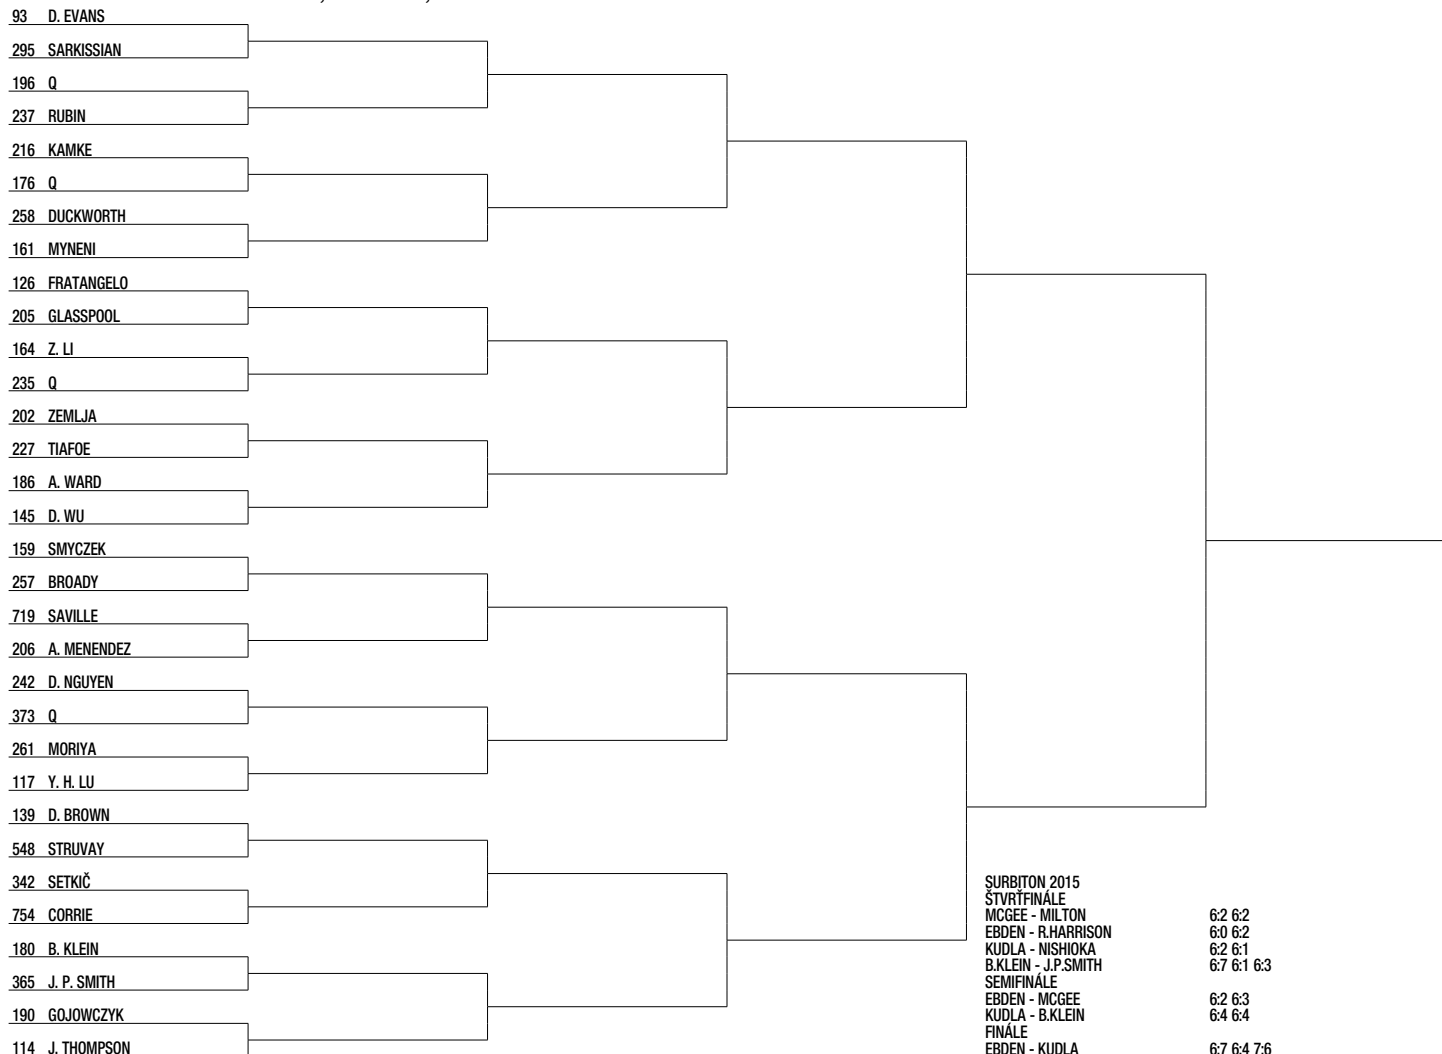 93 D. EVANS
295 SARKISSIAN
196 Q
237 RUBIN
216 KAMKE
176 Q
258 DUCKWORTH
161 MYNENI
126 FRATANGELO
205 GLASSPOOL
164 Z. LI
235 Q
202 ZEMLJA
227 TIAFOE
186 A. WARD
145 D. WU
159 SMYCZEK
257 BROADY
719 SAVILLE
206 A. MENENDEZ
242 D. NGUYEN
373 Q
261 MORIYA
117 Y. H. LU
139 D. BROWN
548 STRUVAY
342 SETKIČ
754 CORRIE
180 B. KLEIN
365 J. P. SMITH
190 GOJOWCZYK
114 J. THOMPSON
SURBITON 2015
ŠTVRŤFINÁLE
MCGEE - MILTON 6:2 6:2
EBDEN - R.HARRISON 6:0 6:2
KUDLA - NISHIOKA 6:2 6:1
B.KLEIN - J.P.SMITH 6:7 6:1 6:3
SEMIFINÁLE
EBDEN - MCGEE 6:2 6:3
KUDLA - B.KLEIN 6:4 6:4
FINÁLE
EBDEN - KUDLA 6:7 6:4 7:6